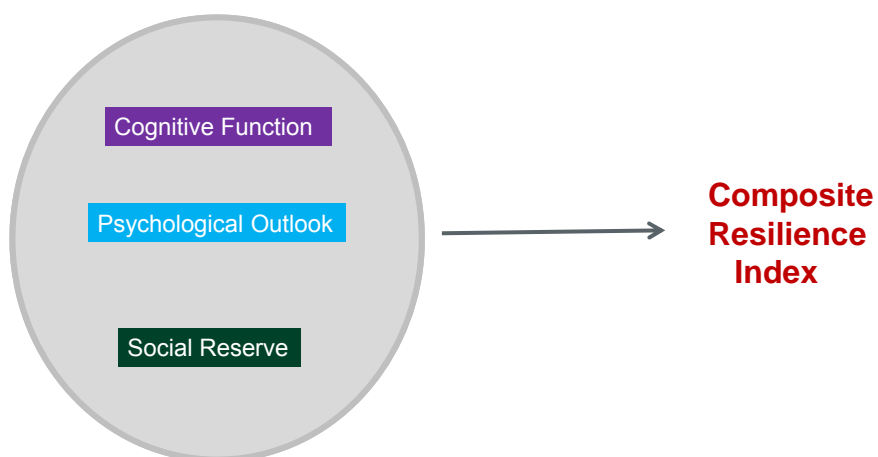 Cognitive Function
Psychological Outlook
Social Reserve
Composite
Resilience
Index